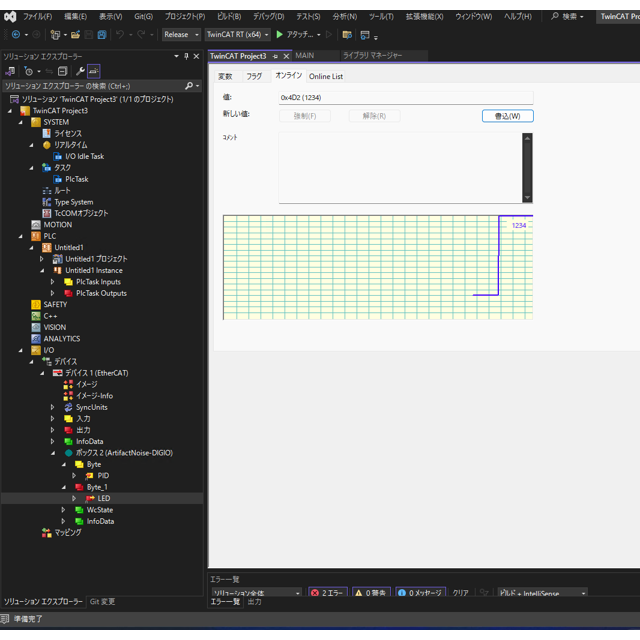 ファイル(F) 編集(E) 表示(V) Git(G) プロジェクト(P) ビルド(B) デバッグ(D) テスト(S) 分析(N) ツール(T) 拡張機能(X) ウィンドウ(W) ヘルプ(H) 検索 TwinCAT Proj
Release TwinCAT RT (x64) アタッチ...
ソリューション エクスプローラー
ソリューション エクスプローラー の検索 (Ctrl+;)
ソリューション 'TwinCAT Project3' (1/1 のプロジェクト)
TwinCAT Project3
SYSTEM
ライセンス
リアルタイム
I/O Idle Task
タスク
PlcTask
ルート
Type System
TcCOMオブジェクト
MOTION
PLC
Untitled1
Untitled1 プロジェクト
Untitled1 Instance
PlcTask Inputs
PlcTask Outputs
SAFETY
C++
VISION
ANALYTICS
I/O
デバイス
デバイス 1 (EtherCAT)
イメージ
イメージ-Info
SyncUnits
入力
出力
InfoData
ボックス 2 (ArtifactNoise-DIGIO)
Byte
PID
Byte_1
LED
WcState
InfoData
マッピング
ソリューション エクスプローラー Git 変更
準備完了
TwinCAT Project3 MAIN ライブラリ マネージャー
変数 フラグ オンライン Online List
値: 0x4D2 (1234)
新しい値: 強制(F) 解除(R) 書込(W)
コメント
1234
エラー一覧
ソリューション全体 2 エラー 0 警告 0 メッセージ クリア ビルド + IntelliSense
エラー一覧 出力